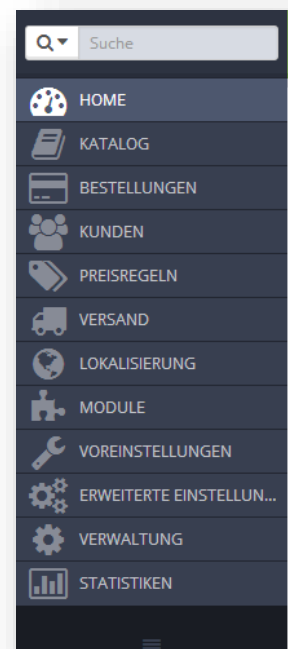 Suche
HOME
KATALOG
BESTELLUNGEN
KUNDEN
PREISREGELN
VERSAND
LOKALISIERUNG
MODULE
VOREINSTELLUNGEN
ERWEITERTE EINSTELLUN...
VERWALTUNG
STATISTIKEN